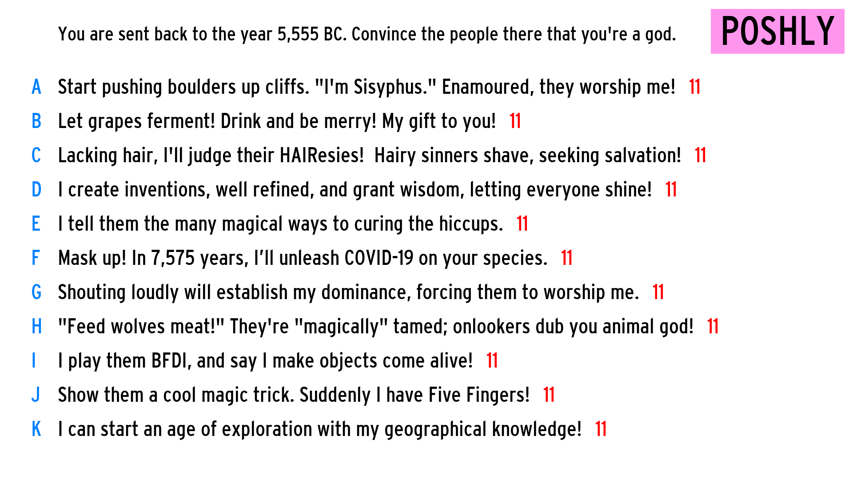 You are sent back to the year 5,555 BC. Convince the people there that you're a god.
POSHLY
A Start pushing boulders up cliffs. "I'm Sisyphus." Enamoured, they worship me! 11
B Let grapes ferment! Drink and be merry! My gift to you! 11
C Lacking hair, I'll judge their HAIResies! Hairy sinners shave, seeking salvation! 11
D I create inventions, well refined, and grant wisdom, letting everyone shine! 11
E I tell them the many magical ways to curing the hiccups. 11
F Mask up! In 7,575 years, I’ll unleash COVID-19 on your species. 11
G Shouting loudly will establish my dominance, forcing them to worship me. 11
H "Feed wolves meat!" They're "magically" tamed; onlookers dub you animal god! 11
I I play them BFDI, and say I make objects come alive! 11
J Show them a cool magic trick. Suddenly I have Five Fingers! 11
K I can start an age of exploration with my geographical knowledge! 11